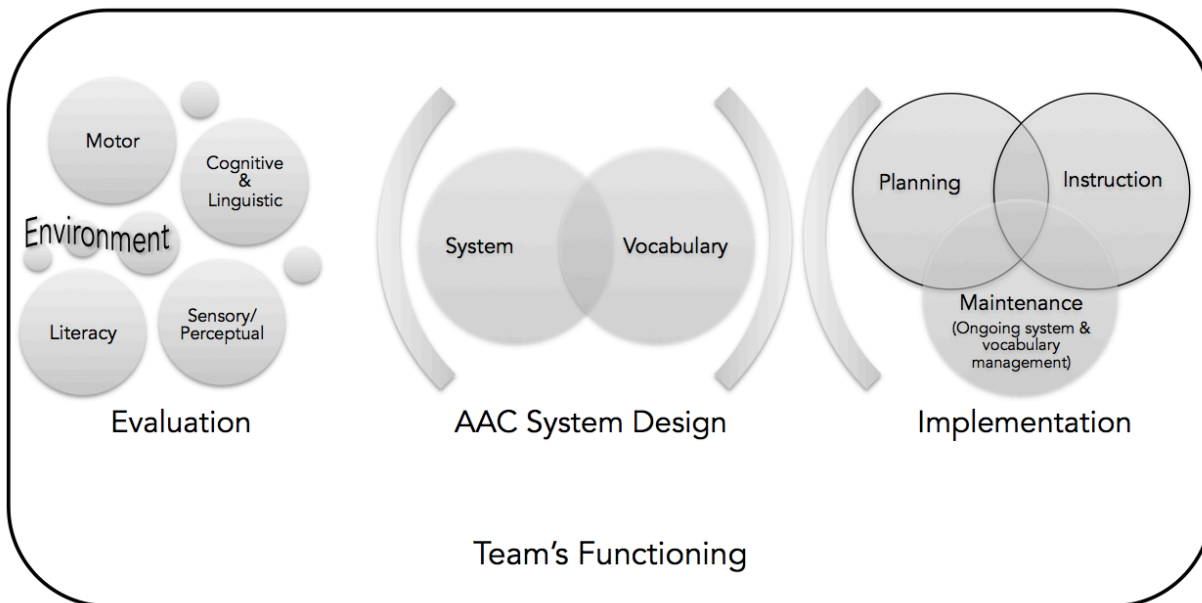 Motor
Cognitive
&
Linguistic
Environment
Literacy
Sensory/
Perceptual
Evaluation
System
Vocabulary
AAC System Design
Planning
Instruction
Maintenance
(Ongoing system &
vocabulary
management)
Implementation
Team's Functioning